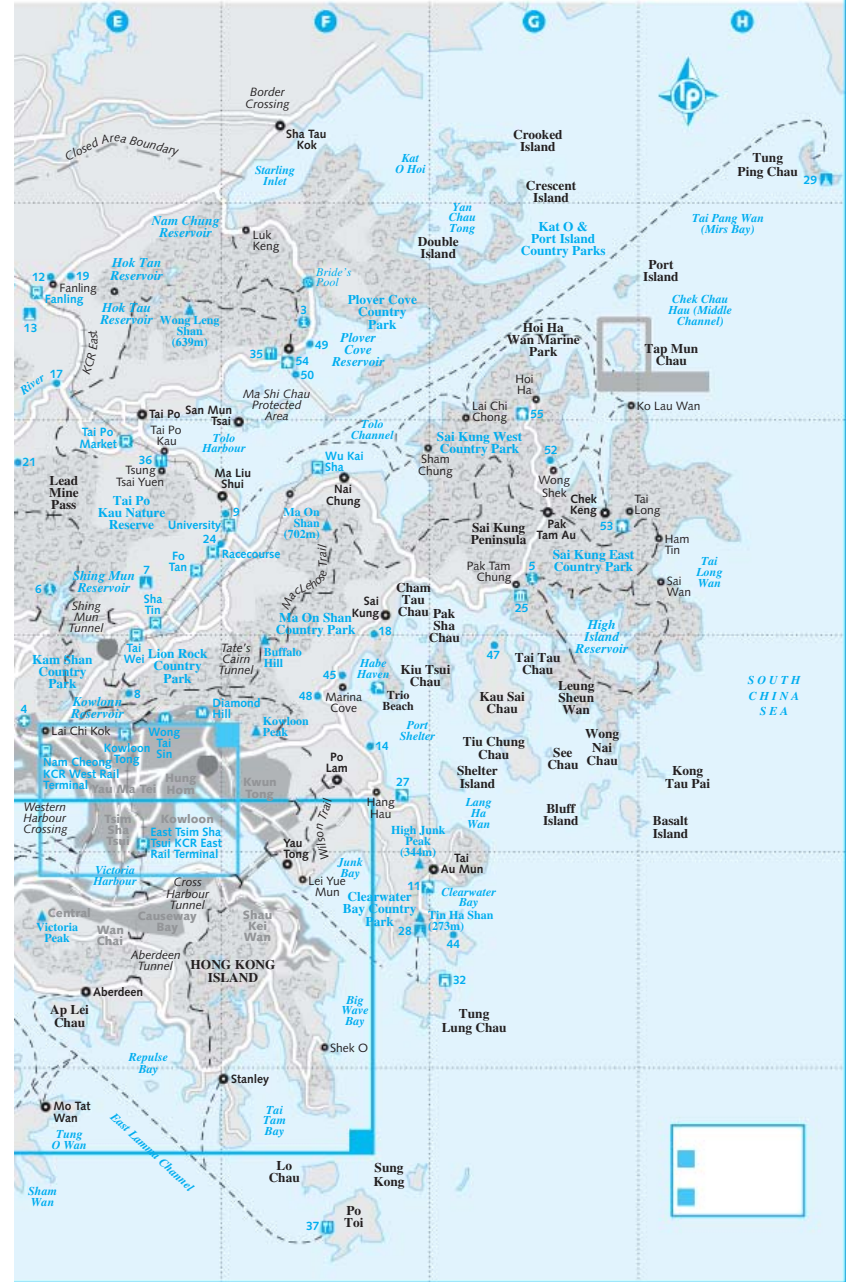 E
F
G
H
lp
Border
Crossing
Sha Tau
Kok
Closed Area Boundary
Starling
Inlet
Kat
O Hoi
Crooked
Island
Tung
Ping Chau
29
Crescent
Island
Yan
Chau
Tong
Kat O &
Port Island
Country Parks
Tai Pang Wan
(Mirs Bay)
Nam Chung
Reservoir
Luk
Keng
Double
Island
Hok Tan
Reservoir
Bride's
Pool
Port
Island
12
19
Fanling
Fanling
13
Hok Tau
Reservoir
Wong Leng
Shan
(639m)
3
Plover Cove
Country
Park
Plover
Cove
Reservoir
Chek Chau
Hau (Middle
Channel)
Hoi Ha
Wan Marine
Park
Tap Mun
Chau
KCR East
49
35
54
50
River
17
Ma Shi Chau
Protected
Area
Hoi
Ha
Lai Chi
Chong
55
Ko Lau Wan
Tai Po
San Mun
Tsai
Tai Po
Market
Tai Po
Kau
Tolo
Harbour
Tolo
Channel
Sai Kung West
Country Park
21
36
Tsung
Tsai Yuen
Wu Kai
Sha
Sham
Chung
52
Wong
Shek
Lead
Mine
Pass
Ma Liu
Shui
Nai
Chung
Chek
Keng
Tai
Long
Tai Po
Kau Nature
Reserve
9
University
Ma On
Shan
(702m)
Sai Kung
Peninsula
Pak
Tam Au
53
24
Racecourse
Fo
Tan
Ham
Tin
Sai Kung East
Country Park
Tai
Long
Wan
Shing Mun
Reservoir
7
6
MacLehose Trail
Pak Tam
Chung
5
25
Sai
Wan
Sha
Tin
Shing
Mun
Tunnel
Sai
Kung
Cham
Tau
Chau
Pak
Sha
Chau
Ma On Shan
Country Park
18
High
Island
Reservoir
Tai
Wei
Lion Rock
Country
Park
Tate's
Cairn
Tunnel
Buffalo
Hill
47
Kam Shan
Country
Park
Habe
Haven
45
Kiu Tsui
Chau
Tai Tau
Chau
Leung
Sheun
Wan
SOUTH
CHINA
SEA
8
Kowloon
Reservoir
48
Marina
Cove
Trio
Beach
Kau Sai
Chau
4
Diamond
Hill
Kowloon
Peak
Port
Shelter
Lai Chi Kok
Kowloon
Tong
Wong
Tai
Sin
14
Tiu Chung
Chau
See
Chau
Wong
Nai
Chau
Nam Cheong
KCR West Rail
Terminal
Yau Ma Tei
Hung
Hom
Kwun
Tong
Po
Lam
Shelter
Island
Kong
Tau Pai
27
Hang
Hau
Western
Harbour
Crossing
Tsim
Sha
Tsui
Kowloon
East Tsim Sha
Tsui KCR East
Rail Terminal
Wilson Trail
Lang
Ha
Wan
Bluff
Island
Basalt
Island
High Junk
Peak
(344m)
Yau
Tong
Junk
Bay
Tai
Au Mun
Victoria
Harbour
Cross
Harbour
Tunnel
Lei Yue
Mun
11
Clearwater
Bay
Clearwater
Bay Country
Park
Tin Ha Shan
(273m)
28
44
Central
Victoria
Peak
Wan
Chai
Causeway
Bay
Shau
Kei
Wan
Aberdeen
Tunnel
HONG KONG
ISLAND
32
Aberdeen
Ap Lei
Chau
Big
Wave
Bay
Tung
Lung Chau
Repulse
Bay
Shek O
Stanley
Mo Tat
Wan
Tung
O Wan
East Lamma Channel
Tai
Tam
Bay
Sham
Wan
Lo
Chau
Sung
Kong
Po
Toi
37